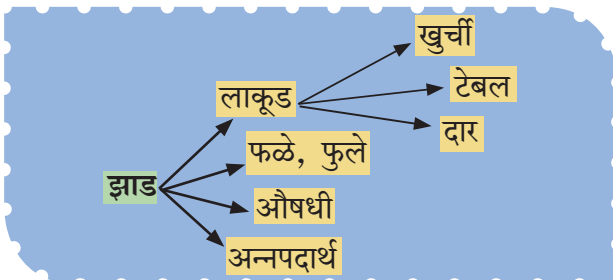 खुर्ची
टेबल
लाकूड
दार
फळे, फुले
झाड
औषधी
अन्नपदार्थ